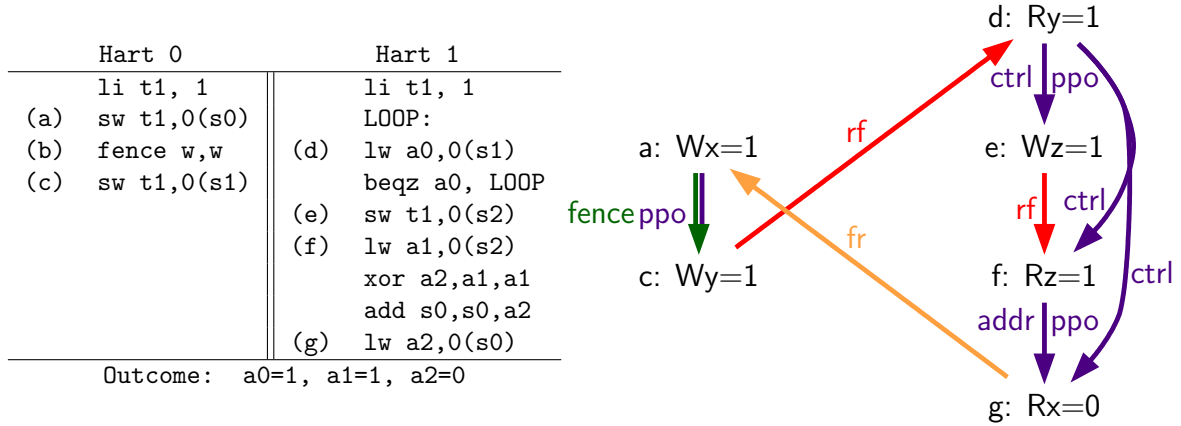 Hart 0 Hart 1
li t1, 1 li t1, 1
(a) sw t1,0(s0) LOOP:
(b) fence w,w (d) lw a0,0(s1)
(c) sw t1,0(s1) beqz a0, LOOP
(e) sw t1,0(s2)
(f) lw a1,0(s2)
xor a2,a1,a1
add s0,s0,a2
(g) lw a2,0(s0)
Outcome: a0=1, a1=1, a2=0
d: Ry=1
ctrl ppo
rf
a: Wx=1 e: Wz=1
fence ppo rf ctrl
fr
c: Wy=1 f: Rz=1 ctrl
addr ppo
g: Rx=0